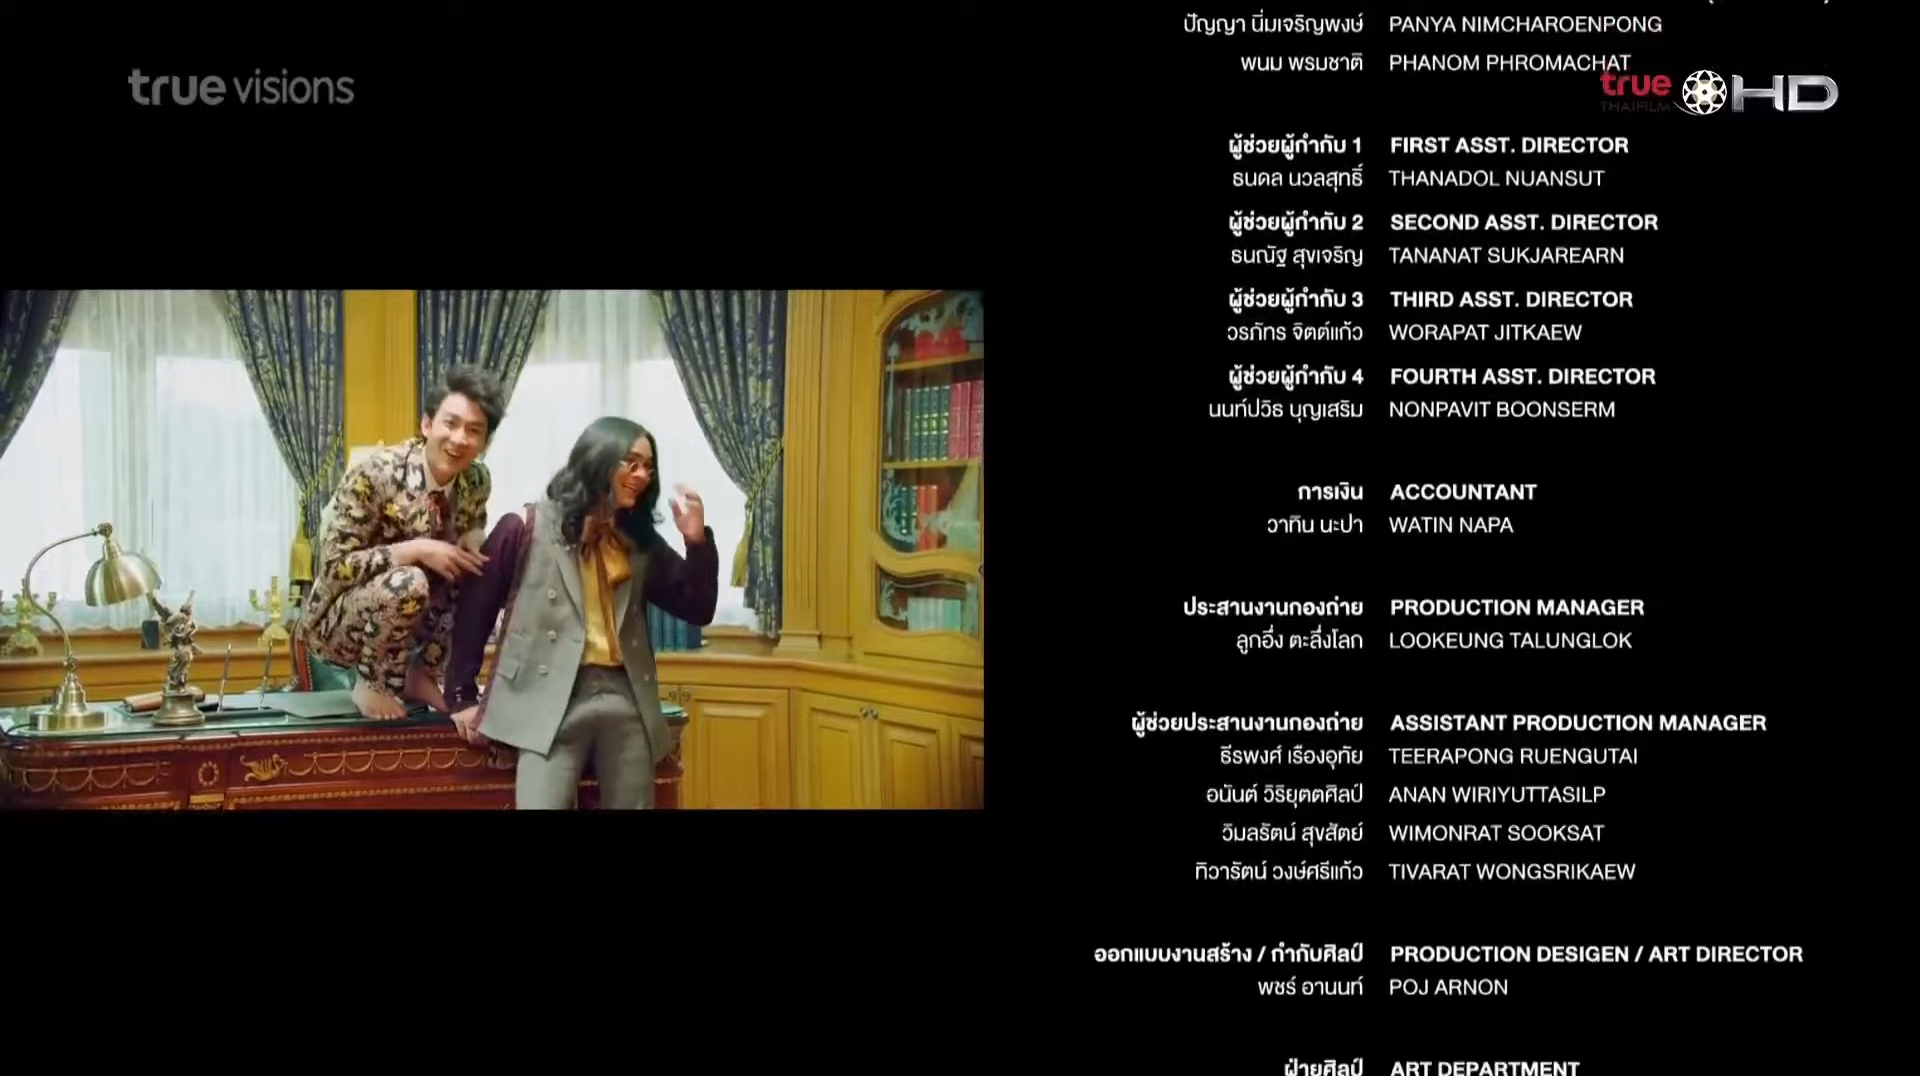 true visions
true HD
THAIFILM
ปัญญา นิ่มเจริญพงษ์ PANYA NIMCHAROENPONG
พนม พรมชาติ PHANOM PHROMACHAT
ผู้ช่วยผู้กำกับ 1 FIRST ASST. DIRECTOR
ธนดล นวลสุทธิ์ THANADOL NUANSUT
ผู้ช่วยผู้กำกับ 2 SECOND ASST. DIRECTOR
ธนณัฐ สุขเจริญ TANANAT SUKJAREARN
ผู้ช่วยผู้กำกับ 3 THIRD ASST. DIRECTOR
วรภัทร จิตต์แก้ว WORAPAT JITKAEW
ผู้ช่วยผู้กำกับ 4 FOURTH ASST. DIRECTOR
นนท์ปวิธ บุญเสริม NONPAVIT BOONSERM
การเงิน ACCOUNTANT
วาทิน นะปา WATIN NAPA
ประสานงานกองถ่าย PRODUCTION MANAGER
ลูกอึ่ง ตะลึ่งโลก LOOKEUNG TALUNGLOK
ผู้ช่วยประสานงานกองถ่าย ASSISTANT PRODUCTION MANAGER
ธีรพงศ์ เรืองอุทัย TEERAPONG RUENGUTAI
อนันต์ วิริยุตตศิลป์ ANAN WIRIYUTTASILP
วิมลรัตน์ สุขสัตย์ WIMONRAT SOOKSAT
ทิวารัตน์ วงษ์ศรีแก้ว TIVARAT WONGSRIKAEW
ออกแบบงานสร้าง / กำกับศิลป์ PRODUCTION DESIGEN / ART DIRECTOR
พชร์ อานนท์ POJ ARNON
ฝ่ายศิลป์ ART DEPARTMENT